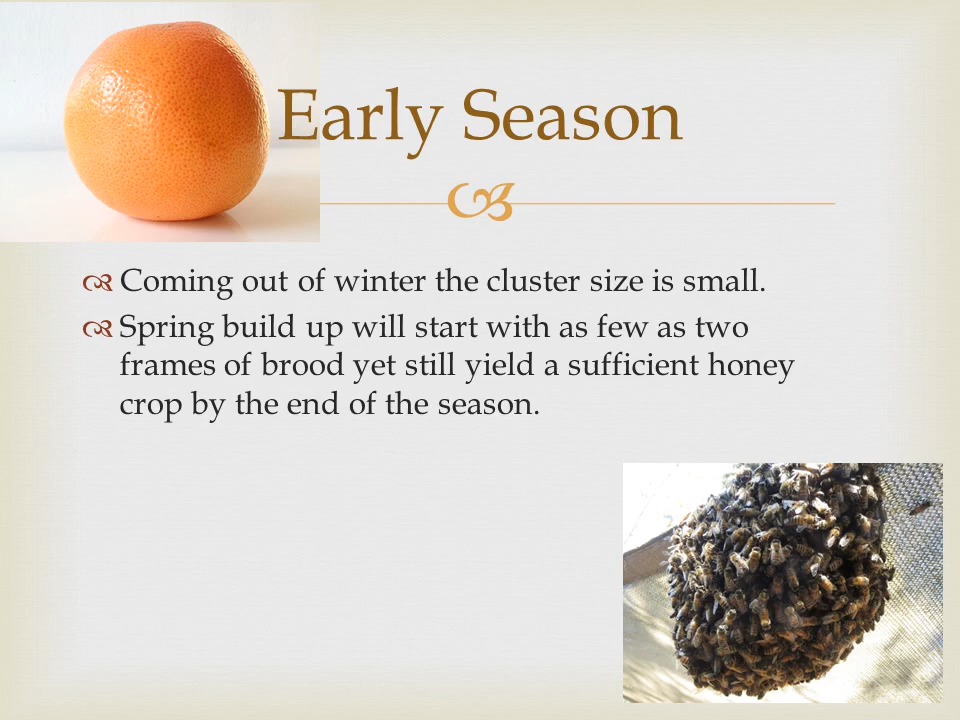 Early Season
Coming out of winter the cluster size is small.
Spring build up will start with as few as two
frames of brood yet still yield a sufficient honey
crop by the end of the season.